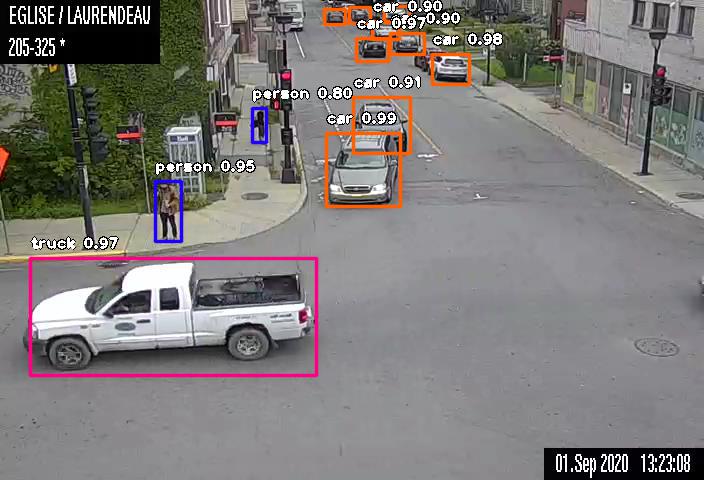 EGLISE / LAURENDEAU
205-325 *
car 0.90
car 0.97
0.90
car 0.98
car 0.91
person 0.80
car 0.99
person 0.95
truck 0.97
01.Sep 2020 13:23:08